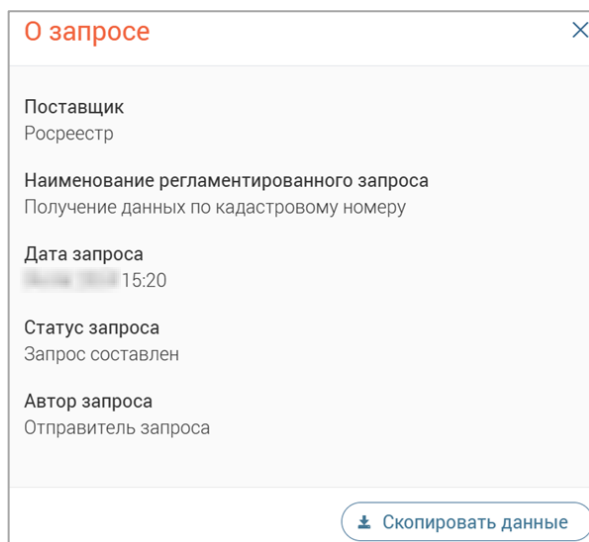 О запросе
Поставщик
Росреестр
Наименование регламентированного запроса
Получение данных по кадастровому номеру
Дата запроса
15:20
Статус запроса
Запрос составлен
Автор запроса
Отправитель запроса
Скопировать данные